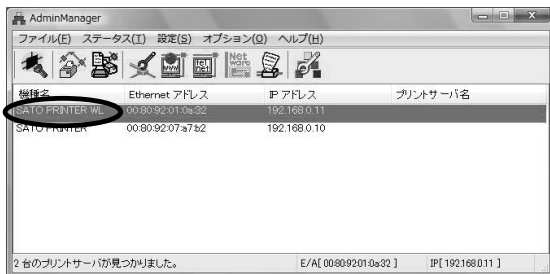 AdminManager
ファイル(F) ステータス(T) 設定(S) オプション(O) ヘルプ(H)
WWW tel net Net ware
機種名 Ethernet アドレス IP アドレス プリントサーバ名
SATO PRINTER WL 00:80:92:01:0a:32 192.168.0.11
SATO PRINTER 00:80:92:07:a7:b2 192.168.0.10
2 台のプリントサーバが見つかりました。 E/A[ 00:80:92:01:0a:32 ] IP[ 192.168.0.11 ]